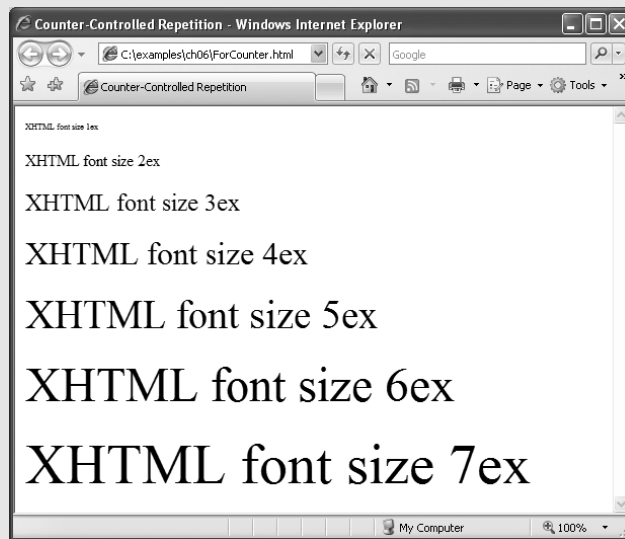 Counter-Controlled Repetition - Windows Internet Explorer
C:\examples\ch06\ForCounter.html
Google
Counter-Controlled Repetition
Page
Tools
»
XHTML font size 1ex
XHTML font size 2ex
XHTML font size 3ex
XHTML font size 4ex
XHTML font size 5ex
XHTML font size 6ex
XHTML font size 7ex
My Computer
100%